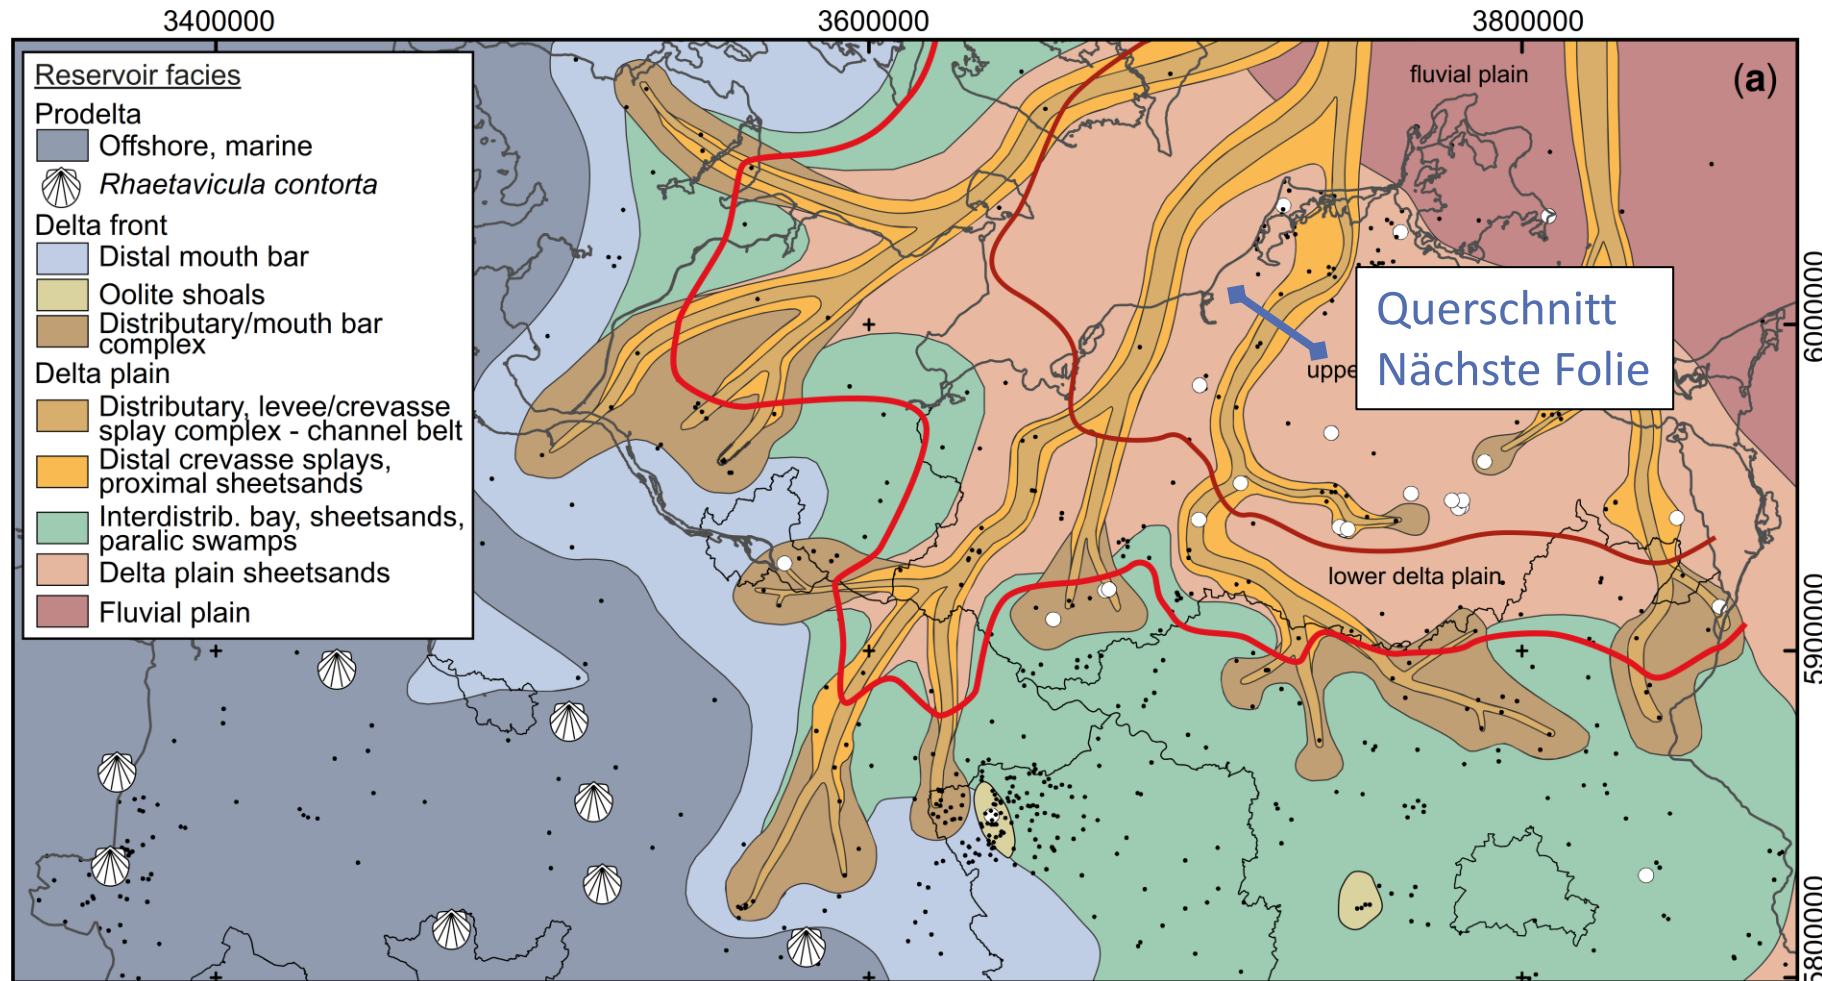 3400000
3600000
3800000
Reservoir facies
Prodelta
Offshore, marine
Rhaetavicula contorta
Delta front
Distal mouth bar
Oolite shoals
Distributary/mouth bar
complex
Delta plain
Distributary, levee/crevasse
splay complex - channel belt
Distal crevasse splays,
proximal sheetsands
Interdistrib. bay, sheetsands,
paralic swamps
Delta plain sheetsands
Fluvial plain
fluvial plain
(a)
Querschnitt
Nächste Folie
uppe
lower delta plain
6000000
5900000
5800000